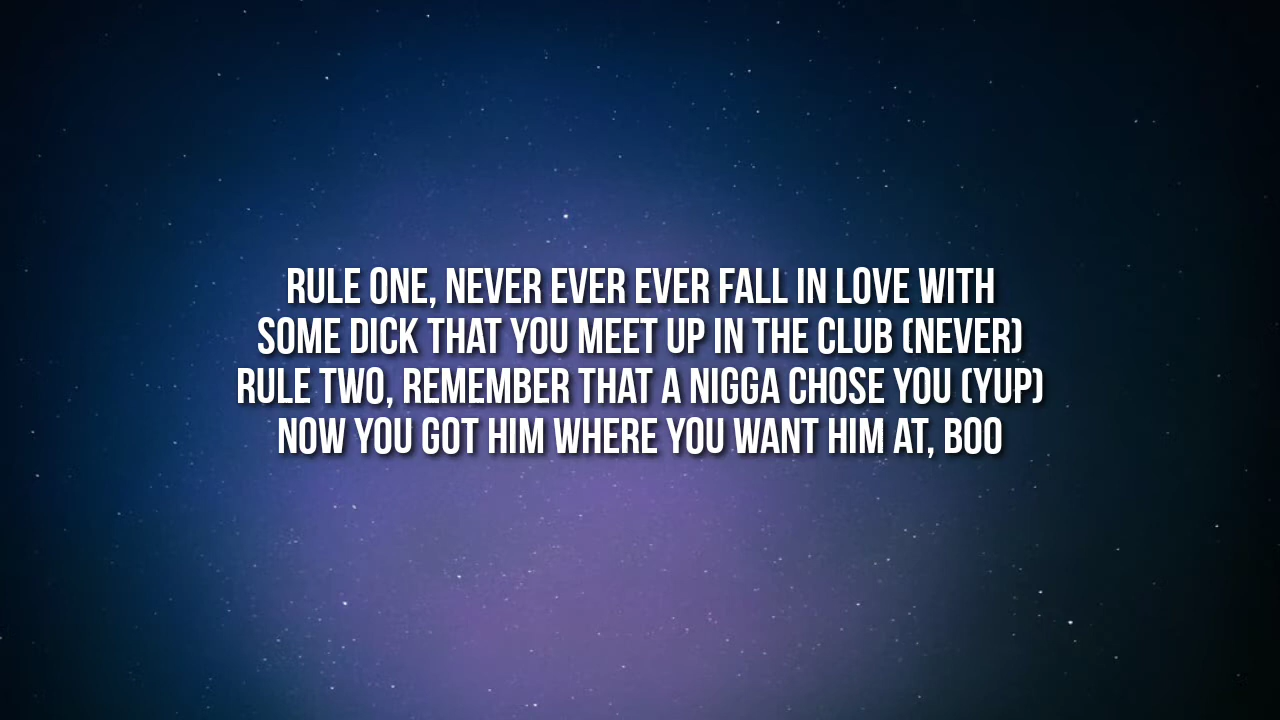 RULE ONE, NEVER EVER EVER FALL IN LOVE WITH
SOME DICK THAT YOU MEET UP IN THE CLUB (NEVER)
RULE TWO, REMEMBER THAT A NIGGA CHOSE YOU (YUP)
NOW YOU GOT HIM WHERE YOU WANT HIM AT, BOO